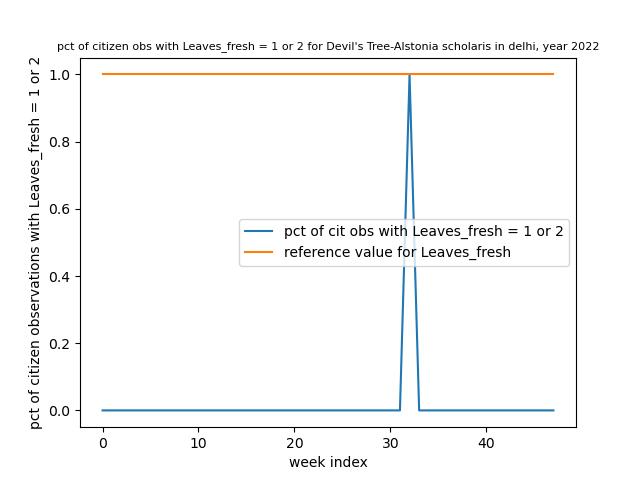 pct of citizen obs with Leaves_fresh = 1 or 2 for Devil's Tree-Alstonia scholaris in delhi, year 2022
pct of citizen observations with Leaves_fresh = 1 or 2
1.0
0.8
0.6
0.4
0.2
0.0
pct of cit obs with Leaves_fresh = 1 or 2
reference value for Leaves_fresh
0 10 20 30 40
week index